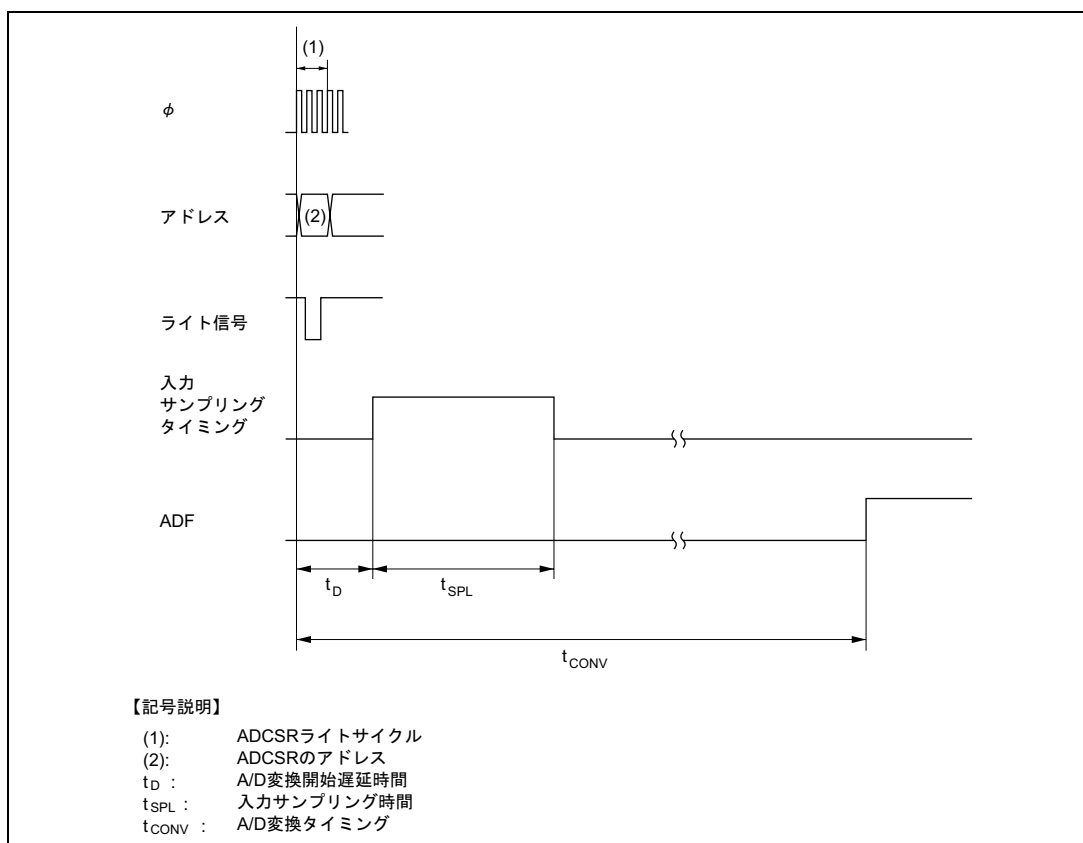 (1)
φ
アドレス
(2)
ライト信号
入力
サンプリング
タイミング
ADF
tD
tSPL
tCONV
【記号説明】
(1): ADCSRライトサイクル
(2): ADCSRのアドレス
tD : A/D変換開始遅延時間
tSPL : 入力サンプリング時間
tCONV : A/D変換タイミング